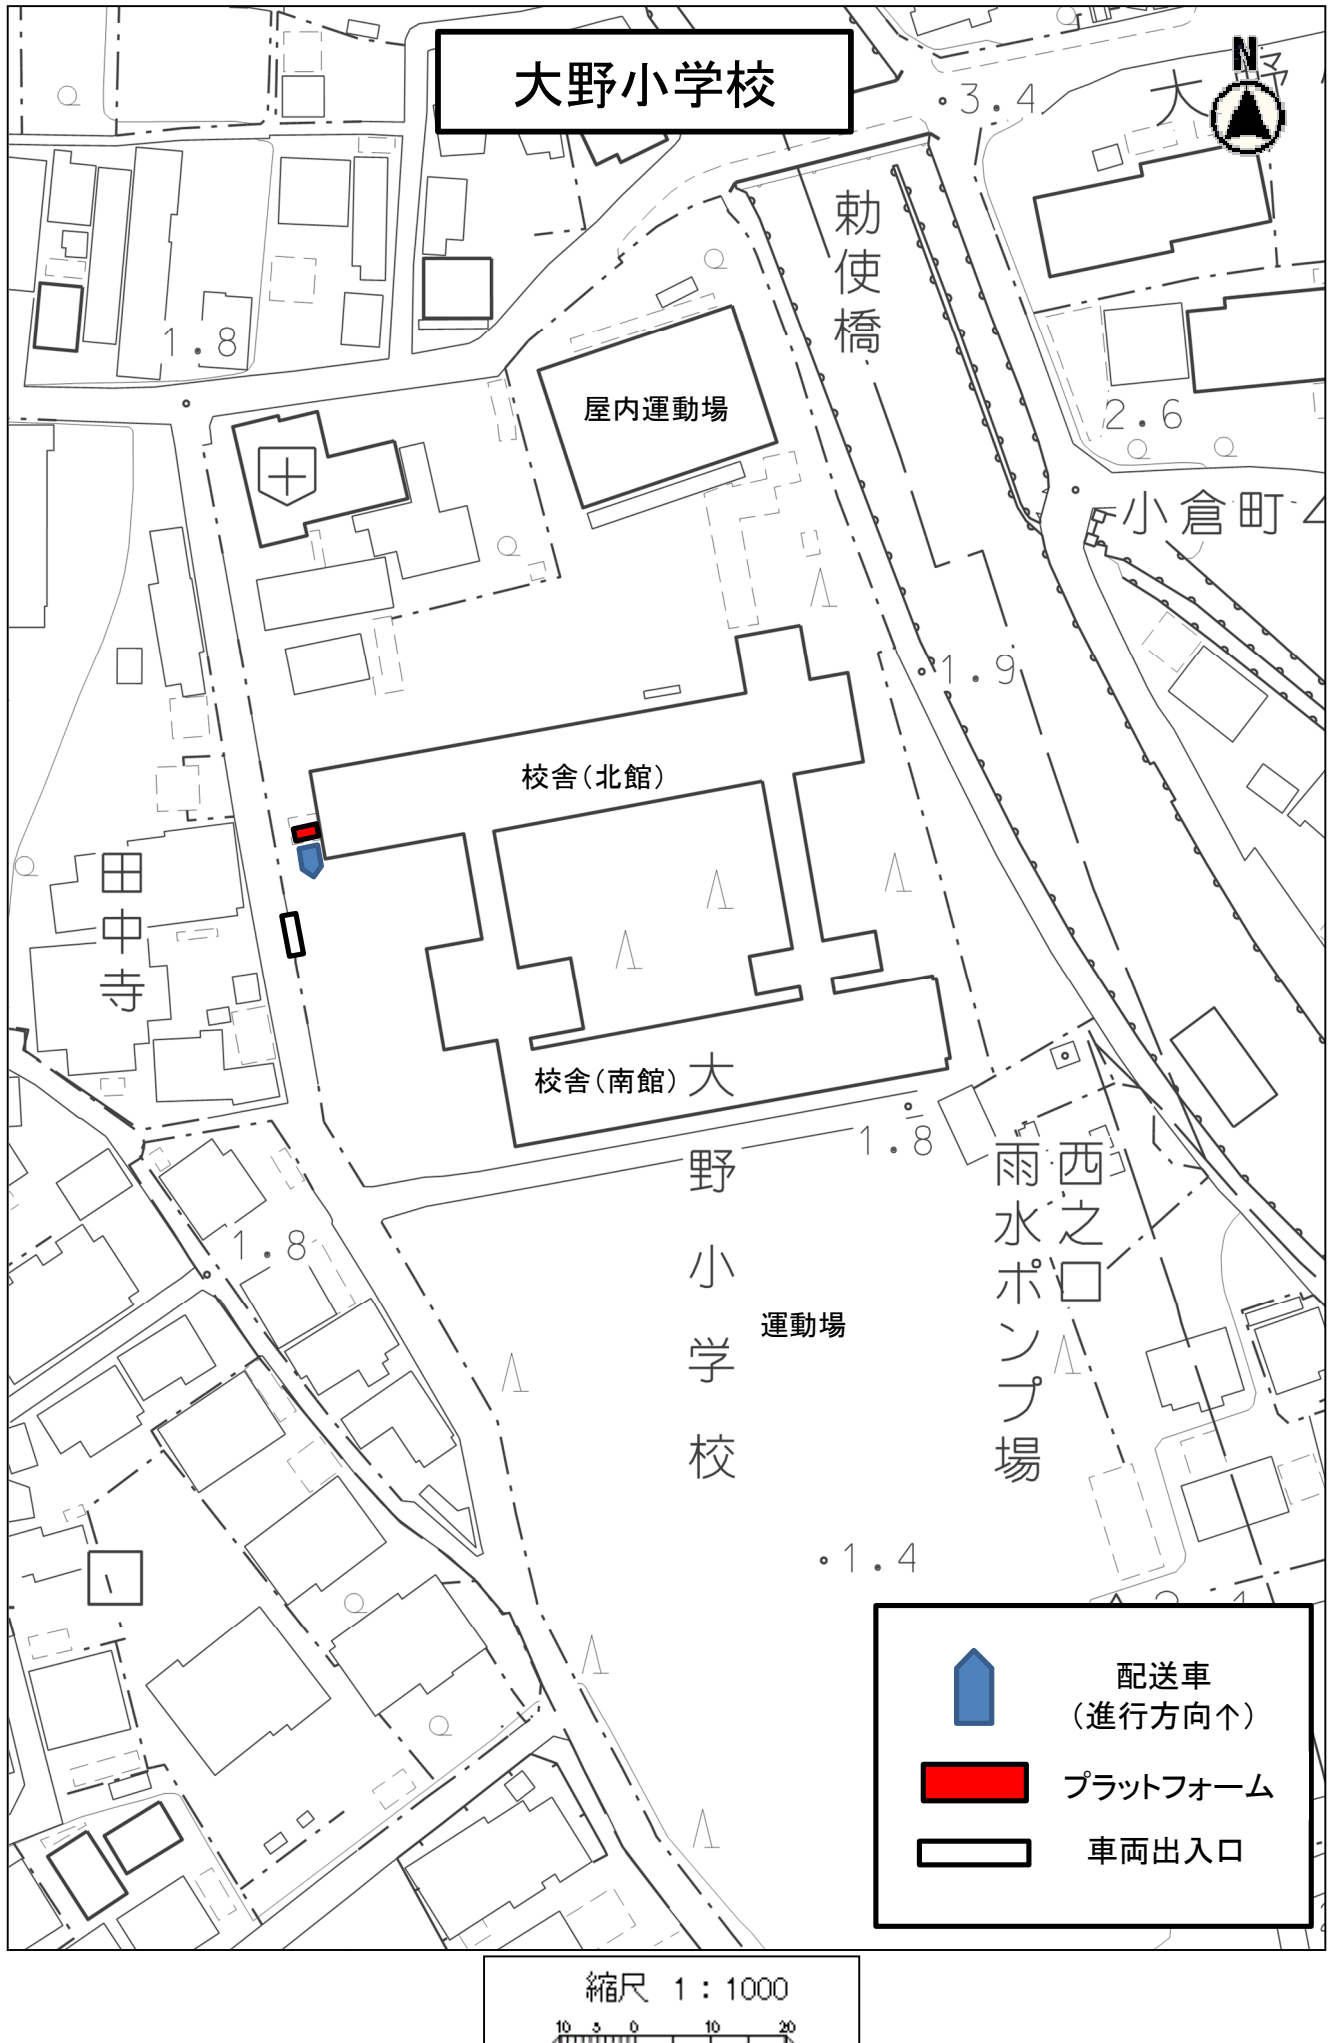 大野小学校
N
3.4
大野
勅使橋
1.8
屋内運動場
2.6
小倉町
1.9
校舎(北館)
田中寺
校舎(南館)
大野小学校
1.8
西之口
雨水ポンプ場
1.8
運動場
1.4
配送車
(進行方向↑)
プラットフォーム
車両出入口
縮尺 1:1000
10 5 0 10 20